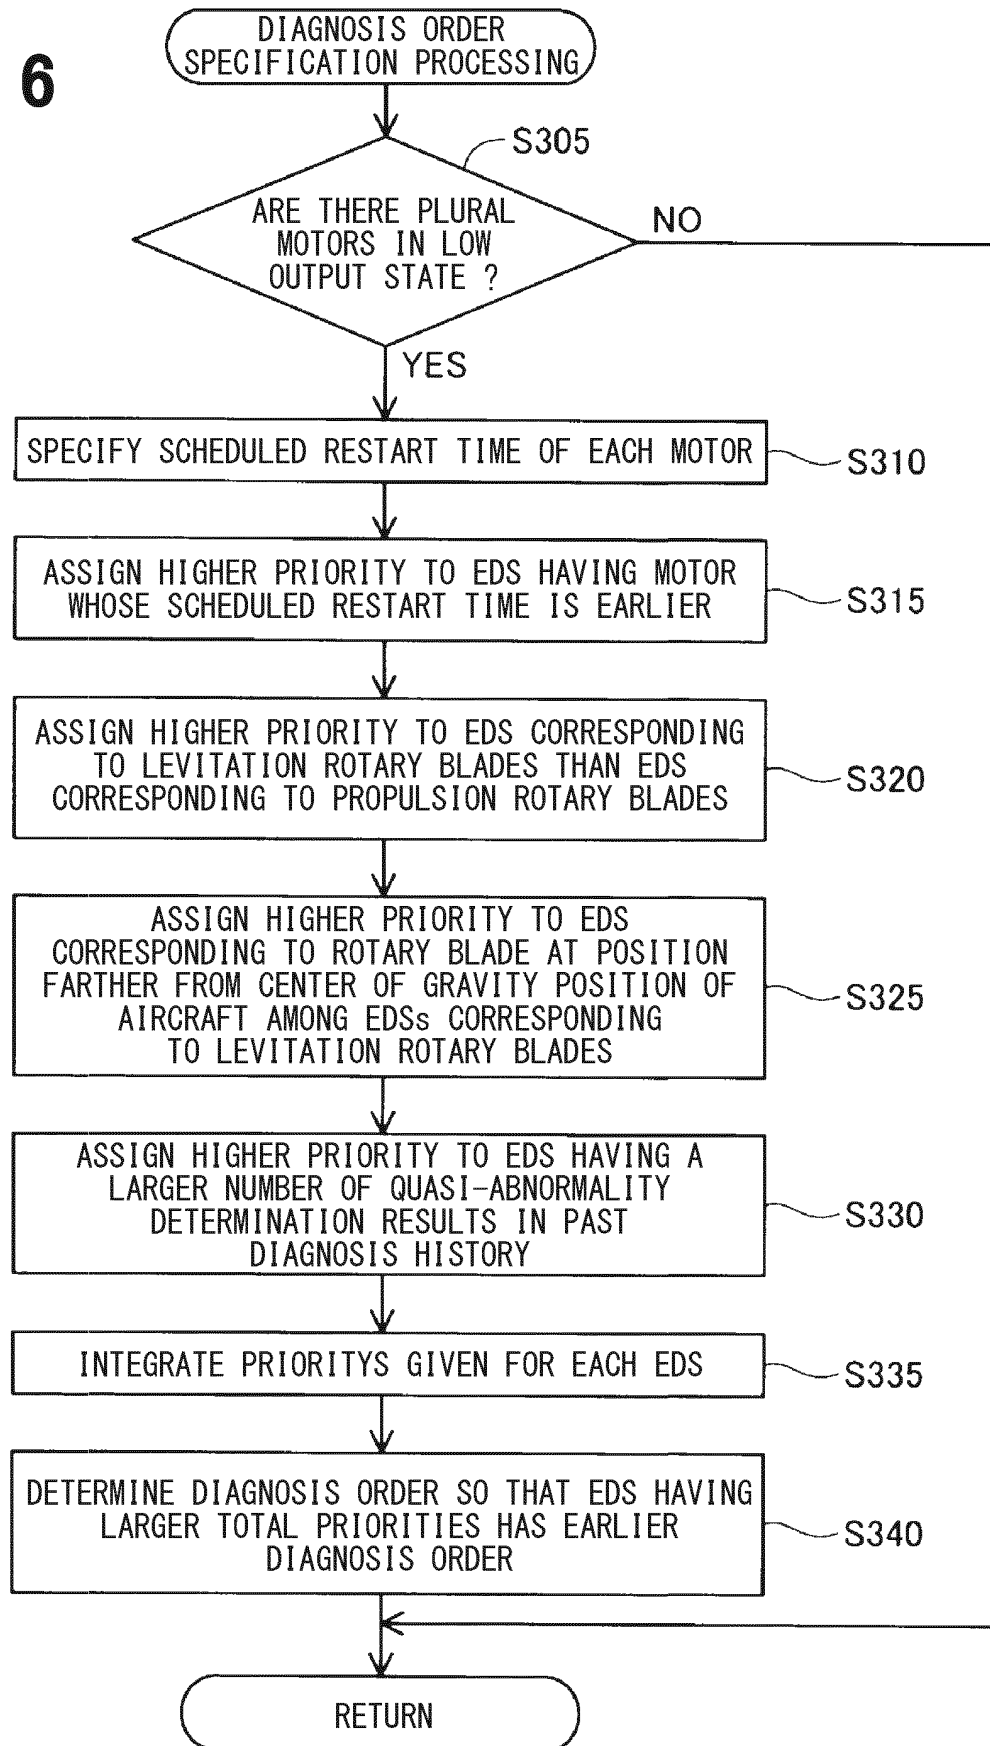 6
DIAGNOSIS ORDER
SPECIFICATION PROCESSING
S305
ARE THERE PLURAL
MOTORS IN LOW
OUTPUT STATE ?
NO
YES
SPECIFY SCHEDULED RESTART TIME OF EACH MOTOR
S310
ASSIGN HIGHER PRIORITY TO EDS HAVING MOTOR
WHOSE SCHEDULED RESTART TIME IS EARLIER
S315
ASSIGN HIGHER PRIORITY TO EDS CORRESPONDING
TO LEVITATION ROTARY BLADES THAN EDS
CORRESPONDING TO PROPULSION ROTARY BLADES
S320
ASSIGN HIGHER PRIORITY TO EDS
CORRESPONDING TO ROTARY BLADE AT POSITION
FARTHER FROM CENTER OF GRAVITY POSITION OF
AIRCRAFT AMONG EDSs CORRESPONDING
TO LEVITATION ROTARY BLADES
S325
ASSIGN HIGHER PRIORITY TO EDS HAVING A
LARGER NUMBER OF QUASI-ABNORMALITY
DETERMINATION RESULTS IN PAST
DIAGNOSIS HISTORY
S330
INTEGRATE PRIORITYS GIVEN FOR EACH EDS
S335
DETERMINE DIAGNOSIS ORDER SO THAT EDS HAVING
LARGER TOTAL PRIORITIES HAS EARLIER
DIAGNOSIS ORDER
S340
RETURN